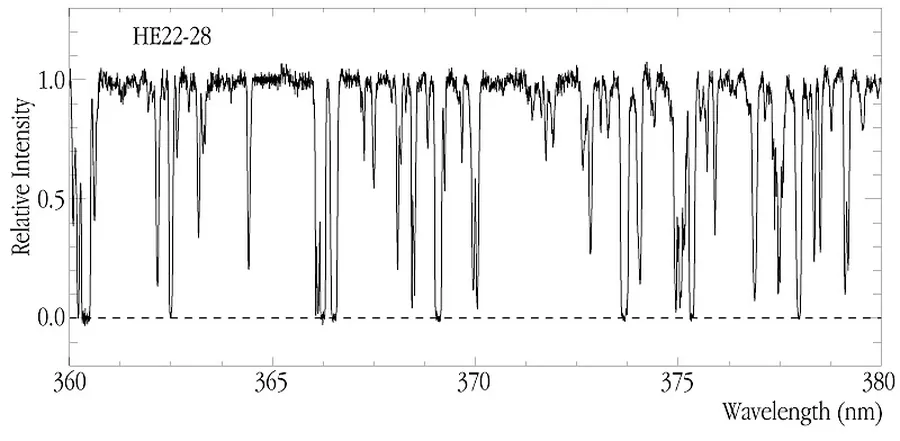 HE22-28
1.0
0.5
0.0
Relative Intensity
360 365 370 375 380
Wavelength (nm)